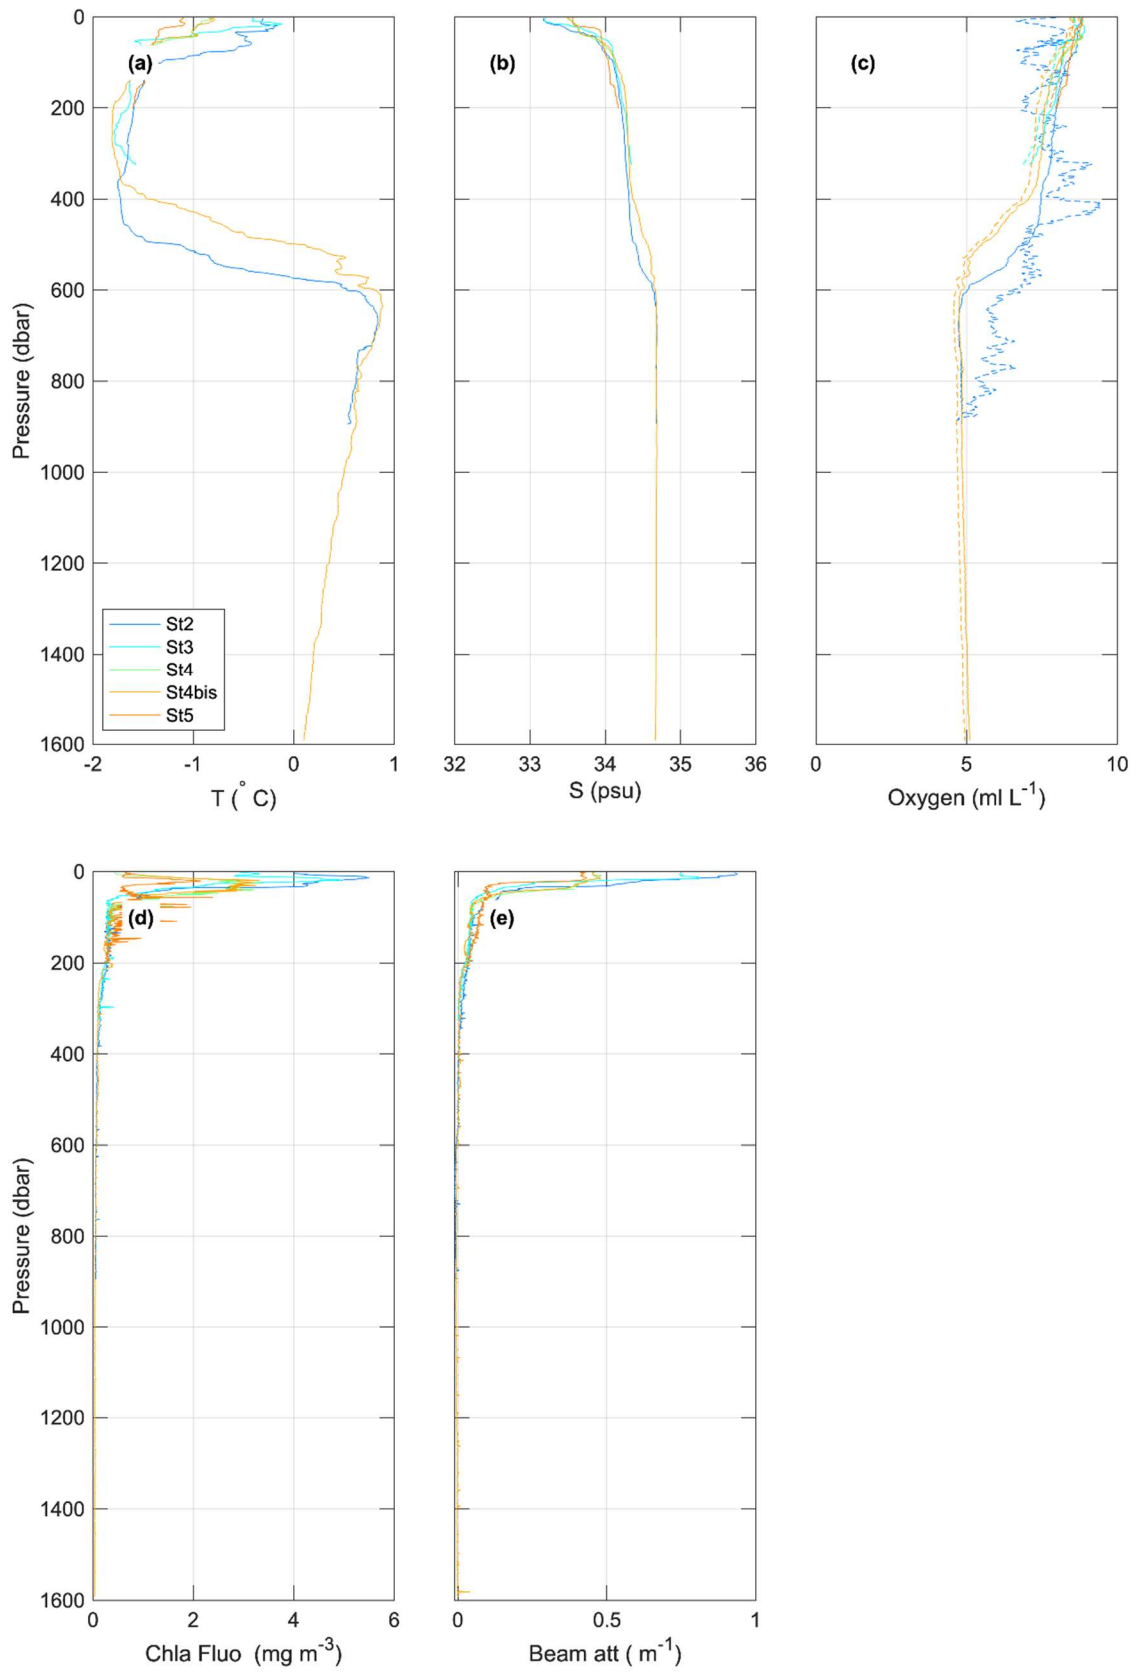 (a)
(b)
(c)
0
200
400
600
800
1000
1200
1400
1600
Pressure (dbar)
St2
St3
St4
St4bis
St5
-2 -1 0 1
T (° C)
32 33 34 35 36
S (psu)
0 5 10
Oxygen (ml L⁻¹)
(d)
(e)
0
200
400
600
800
1000
1200
1400
1600
Pressure (dbar)
0 2 4 6
Chla Fluo (mg m⁻³)
0 0.5 1
Beam att ( m⁻¹)